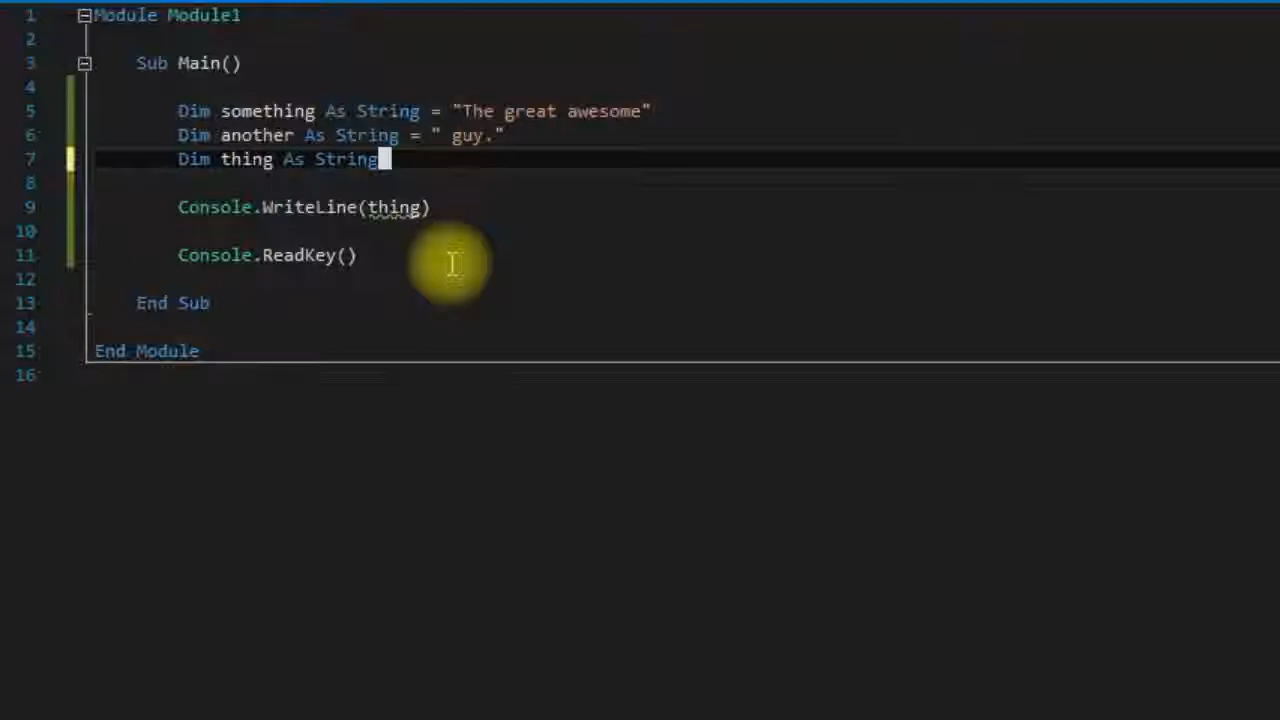 1 Module Module1
2
3 Sub Main()
4
5 Dim something As String = "The great awesome"
6 Dim another As String = " guy."
7 Dim thing As String
8
9 Console.WriteLine(thing)
10
11 Console.ReadKey()
12
13 End Sub
14
15 End Module
16